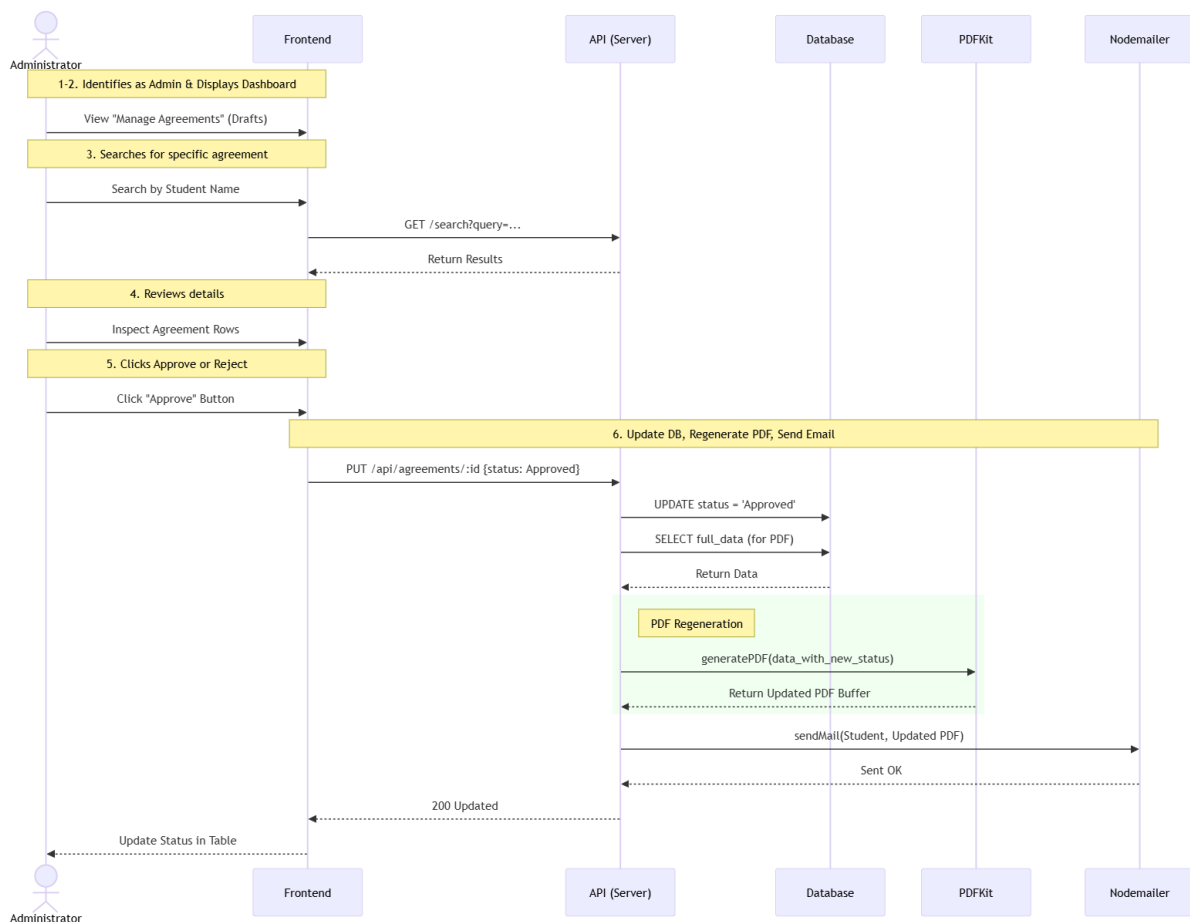 Administrator
Frontend
API (Server)
Database
PDFKit
Nodemailer
1-2. Identifies as Admin & Displays Dashboard
View "Manage Agreements" (Drafts)
3. Searches for specific agreement
Search by Student Name
GET /search?query=...
Return Results
4. Reviews details
Inspect Agreement Rows
5. Clicks Approve or Reject
Click "Approve" Button
6. Update DB, Regenerate PDF, Send Email
PUT /api/agreements/:id {status: Approved}
UPDATE status = 'Approved'
SELECT full_data (for PDF)
Return Data
PDF Regeneration
generatePDF(data_with_new_status)
Return Updated PDF Buffer
sendMail(Student, Updated PDF)
Sent OK
200 Updated
Update Status in Table
Administrator
Frontend
API (Server)
Database
PDFKit
Nodemailer